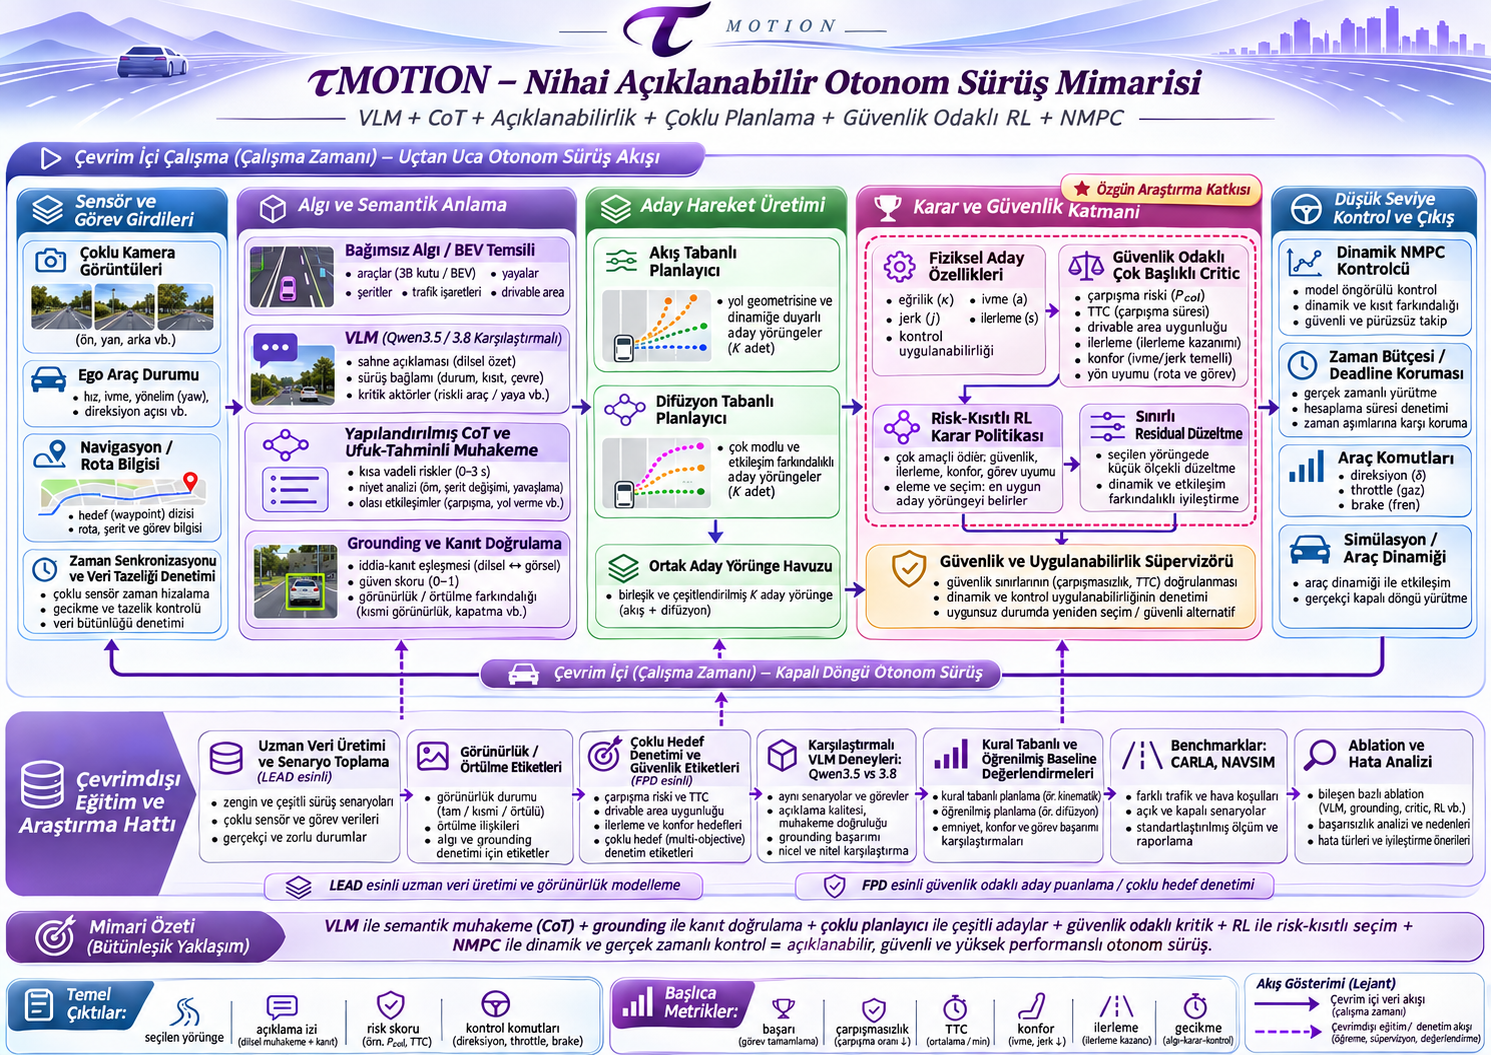 τ MOTION
τMOTION – Nihai Açıklanabilir Otonom Sürüş Mimarisi
VLM + CoT + Açıklanabilirlik + Çoklu Planlama + Güvenlik Odaklı RL + NMPC
Çevrim İçi Çalışma (Çalışma Zamanı) – Uçtan Uca Otonom Sürüş Akışı
Sensör ve
Görev Girdileri
Çoklu Kamera
Görüntüleri
(ön, yan, arka vb.)
Ego Araç Durumu
• hız, ivme, yönelim (yaw),
• direksiyon açısı vb.
Navigasyon /
Rota Bilgisi
• hedef (waypoint) dizisi
• rota, şerit ve görev bilgisi
Zaman Senkronizasyonu
ve Veri Tazeliği Denetimi
• çoklu sensör zaman hizalama
• gecikme ve tazelik kontrolü
• veri bütünlüğü denetimi
Algı ve Semantik Anlama
Bağımsız Algı / BEV Temsili
• araçlar (3B kutu / BEV) • yayalar
• şeritler • trafik işaretleri • drivable area
VLM (Qwen3.5 / 3.8 Karşılaştırmalı)
• sahne açıklaması (dilsel özet)
• sürüş bağlamı (durum, kısıt, çevre)
• kritik aktörler (riskli araç / yaya vb.)
Yapılandırılmış CoT ve
Ufuk-Tahminli Muhakeme
• kısa vadeli riskler (0–3 s)
• niyet analizi (örn, şerit değişimi, yavaşlama)
• olası etkileşimler (çarpışma, yol verme vb.)
Grounding ve Kanıt Doğrulama
• iddia-kanıt eşleşmesi (dilsel ↔ görsel)
• güven skoru (0–1)
• görünürlük / örtülme farkındalığı
(kısmi görünürlük, kapatma vb.)
Aday Hareket Üretimi
Akış Tabanlı
Planlayıcı
• yol geometrisine ve
dinamiğe duyarlı
aday yörüngeler
(K adet)
Difüzyon Tabanlı
Planlayıcı
• çok modlu ve
etkileşim farkındalıklı
aday yörüngeler
(K adet)
Ortak Aday Yörünge Havuzu
• birleşik ve çeşitlendirilmiş K aday yörünge
(akış + difüzyon)
Özgün Araştırma Katkısı
Karar ve Güvenlik Katmani
Fiziksel Aday
Özellikleri
• eğrilik (κ) • ivme (a)
• jerk (j) • ilerleme (s)
• kontrol
uygulanabilirliği
Güvenlik Odaklı
Çok Başlıklı Critic
• çarpışma riski (Pcol)
• TTC (çarpışma süresi)
• drivable area uygunluğu
• ilerleme (ilerleme kazanımı)
• konfor (ivme/jerk temelli)
• yön uyumu (rota ve görev)
Risk-Kısıtlı RL
Karar Politikası
• çok amaçli ödiêr: güvenlik,
ilerleme, konfor, görev uyumu
• eleme ve seçim: en uygun
aday yörüngeyi belirler
Sınırlı
Residual Düzeltme
• seçilen yörüngede
küçük ölçekli düzeltme
• dinamik ve etkileşim
farkındalıklı iyileştirme
Güvenlik ve Uygulanabilirlik Süpervizörü
• güvenlik sınırlarının (çarpışmasızlık, TTC) doğrulanması
• dinamik ve kontrol uygulanabilirliğinin denetimi
• uygunsuz durumda yeniden seçim / güvenli alternatif
Düşük Seviye
Kontrol ve Çıkış
Dinamik NMPC
Kontrolcü
• model öngörülü kontrol
• dinamik ve kısıt farkındalığı
• güvenli ve pürüzsüz takip
Zaman Bütçesi /
Deadline Koruması
• gerçek zamanlı yürütme
• hesaplama süresi denetimi
• zaman aşımlarına karşı koruma
Araç Komutları
• direksiyon (δ)
• throttle (gaz)
• brake (fren)
Simülasyon /
Araç Dinamiği
• araç dinamiği ile etkileşim
• gerçekçi kapalı döngü yürütme
Çevrim İçi (Çalışma Zamanı) – Kapalı Döngü Otonom Sürüş
Çevrimdışı
Eğitim ve
Araştırma Hattı
Uzman Veri Üretimi
ve Senaryo Toplama
(LEAD esinli)
• zengin ve çeşitli sürüş senaryoları
• çoklu sensör ve görev verileri
• gerçekçi ve zorlu durumlar
Görünürlük /
Örtülme Etiketleri
• görünürlük durumu
(tam / kısmi / örtülü)
• örtülme ilişkileri
• algı ve grounding
denetimi için etiketler
Çoklu Hedef
Denetimi ve
Güvenlik Etiketleri
(FPD esinli)
• çarpışma riski ve TTC
• drivable area uygunluğu
• ilerleme ve konfor hedefleri
• çoklu hedef (multi-objective)
denetim etiketleri
Karşılaştırmalı
VLM Deneyleri:
Qwen3.5 vs 3.8
• aynı senaryolar ve görevler
• açıklama kalitesi,
muhakeme doğruluğu
• grounding başarımı
• nicel ve nitel karşılaştırma
Kural Tabanlı ve
Öğrenilmiş Baseline
Değerlendirmeleri
• kural tabanlı planlama (ör. kinematik)
• öğrenilmiş planlama (ör. difüzyon)
• emniyet, konfor ve görev başarımı
karşılaştırmaları
Benchmarklar:
CARLA, NAVSIM
• farklı trafik ve hava koşulları
• açık ve kapalı senaryolar
• standartlaştırılmış ölçüm ve
raporlama
Ablation ve
Hata Analizi
• bileşen bazlı ablation
(VLM, grounding, critic, RL vb.)
• başarısızlık analizi ve nedenleri
• hata türleri ve iyileştirme önerileri
LEAD esinli uzman veri üretimi ve görünürlük modelleme
FPD esinli güvenlik odaklı aday puanlama / çoklu hedef denetimi
Mimari Özeti
(Bütünleşik Yaklaşım)
VLM ile semantik muhakeme (CoT) + grounding ile kanıt doğrulama + çoklu planlayıcı ile çeşitli adaylar + güvenlik odaklı kritik + RL ile risk-kısıtlı seçim +
NMPC ile dinamik ve gerçek zamanlı kontrol = açıklanabilir, güvenli ve yüksek performanslı otonom sürüş.
Temel
Çıktılar:
seçilen yörünge
açıklama izi
(dilsel muhakeme + kanıt)
risk skoru
(örn. Pcoll, TTC)
kontrol komutları
(direksiyon, throttle, brake)
Başlıca
Metrikler:
başarı
(görev tamamlama)
çarpışmasızlık
(çarpışma oranı ↓)
TTC
(ortalama / min)
konfor
(ivme, jerk ↓)
ilerleme
(ilerleme kazancı)
gecikme
(algı-karar-kontrol)
Akış Gösterimi (Lejant)
Çevrim içi veri akışı
(çalışma zamanı)
Çevrimdışı eğitim / denetim akışı
(öğreme, süpervizyon, değerlendirme)